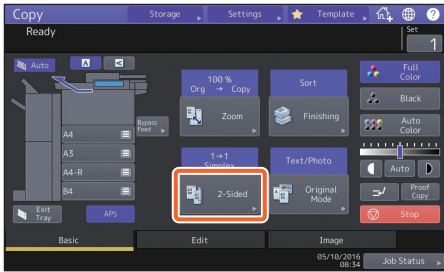 Copy
Storage
Settings
Template
?
Ready
Set
1
Auto
A
A
100 %
Org → Copy
Sort
Full
Color
Zoom
Finishing
Black
Bypass
Feed
A4
A3
A4-R
B4
Auto
Color
1→1
Simplex
Text/Photo
Auto
2-Sided
Original
Mode
Proof
Copy
Exit
Tray
APS
Stop
Basic
Edit
Image
05/10/2016
08:34
Job Status